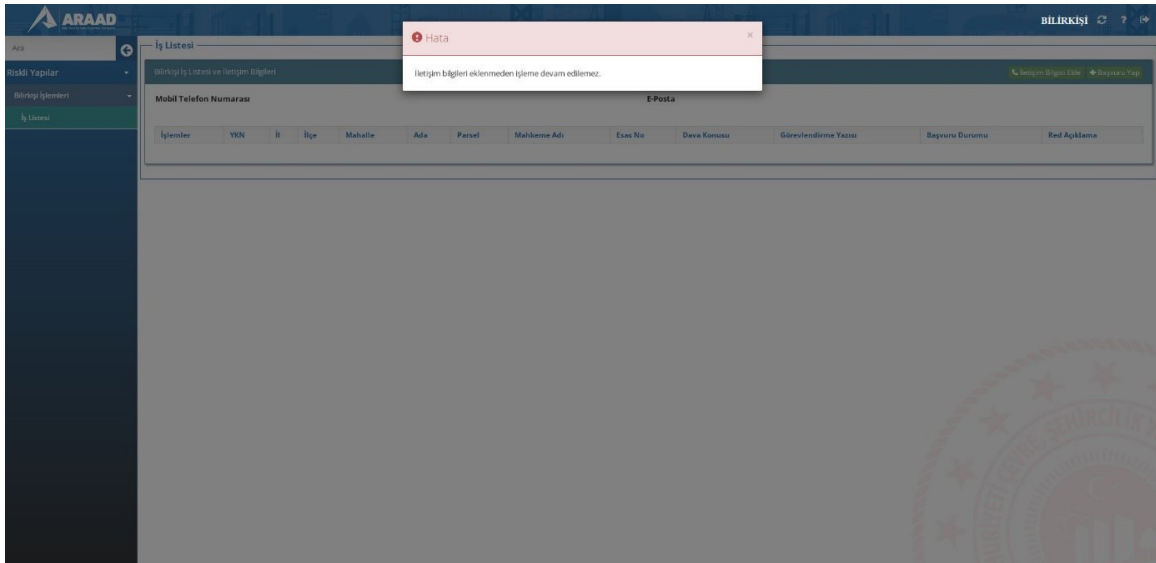 ARAAD
BİLİRKİŞİ
?
Hata
×
İletişim bilgileri eklenmeden işleme devam edilemez.
Ara
Riskli Yapılar
Bilirkişi İşlemleri
İş Listesi
İş Listesi
Bilirkişi İş Listesi ve İletişim Bilgileri
İletişim Bilgisi Ekle
Başvuru Yap
Mobil Telefon Numarası
E-Posta
İşlemler YKN İl İlçe Mahalle Ada Parsel Mahkeme Adı Esas No Dava Konusu Görevlendirme Yazısı Başvuru Durumu Red Açıklama